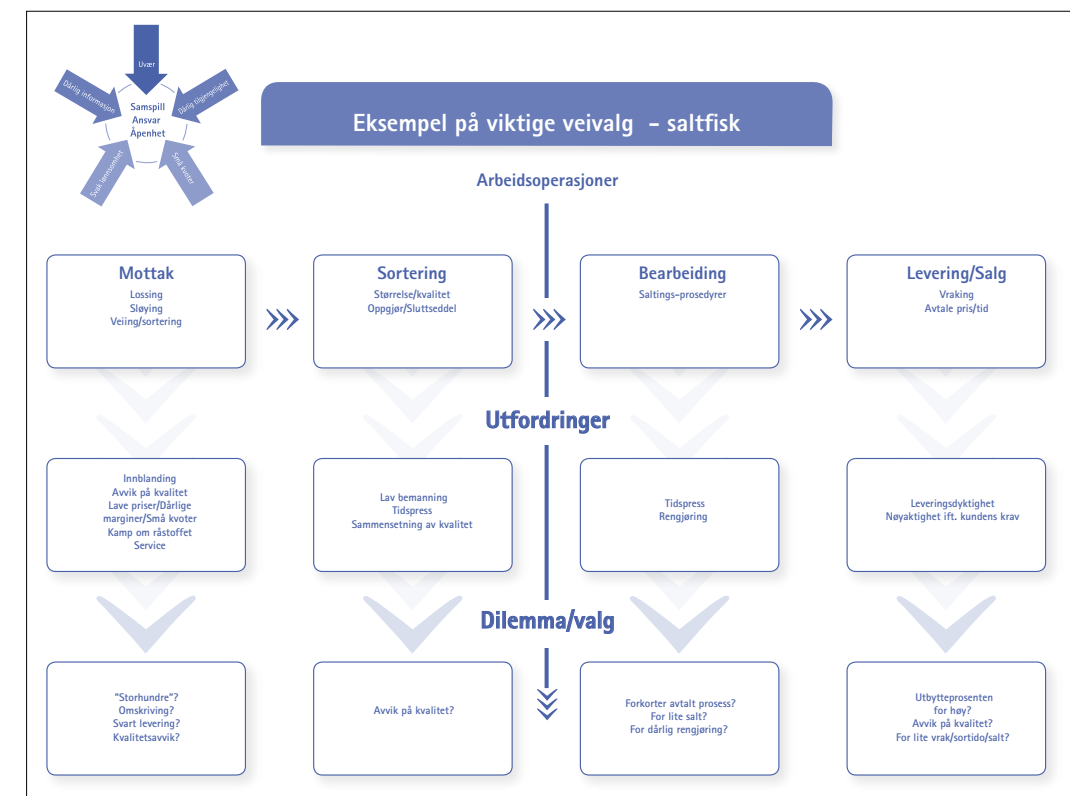 Uvær
Dårlig informasjon
Dårlig tilgjengelighet
Samspill
Ansvar
Åpenhet
Svak lønnsomhet
Små kvoter
Eksempel på viktige veivalg - saltfisk
Arbeidsoperasjoner
Mottak
Lossing
Sløying
Veiing/sortering
Sortering
Størrelse/kvalitet
Oppgjør/Sluttseddel
Bearbeiding
Saltings-prosedyrer
Levering/Salg
Vraking
Avtale pris/tid
Utfordringer
Innblanding
Avvik på kvalitet
Lave priser/Dårlige
marginer/Små kvoter
Kamp om råstoffet
Service
Lav bemanning
Tidspress
Sammensetning av kvalitet
Tidspress
Rengjøring
Leveringsdyktighet
Nøyaktighet ift. kundens krav
Dilemma/valg
"Storhundre"?
Omskriving?
Svart levering?
Kvalitetsavvik?
Avvik på kvalitet?
Forkorter avtalt prosess?
For lite salt?
For dårlig rengjøring?
Utbytteprosenten
for høy?
Avvik på kvalitet?
For lite vrak/sortido/salt?